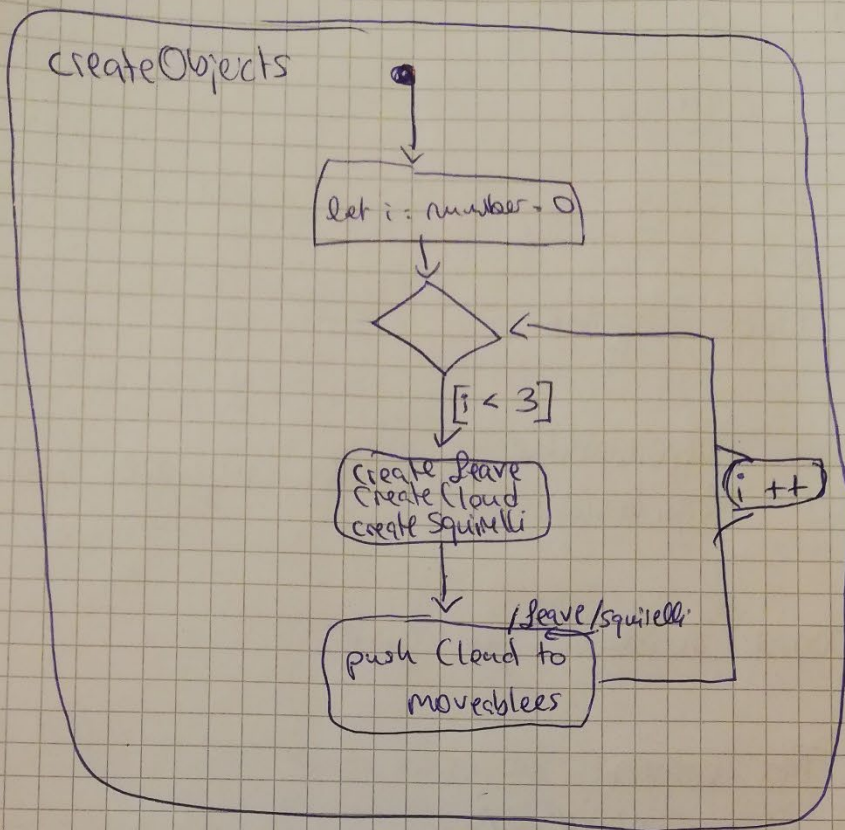 createObjects
let i: number = 0
[i < 3]
create Leave
create Cloud
create Squirelli
i ++
/Leave/Squirelli
push Cloud to
moveablees